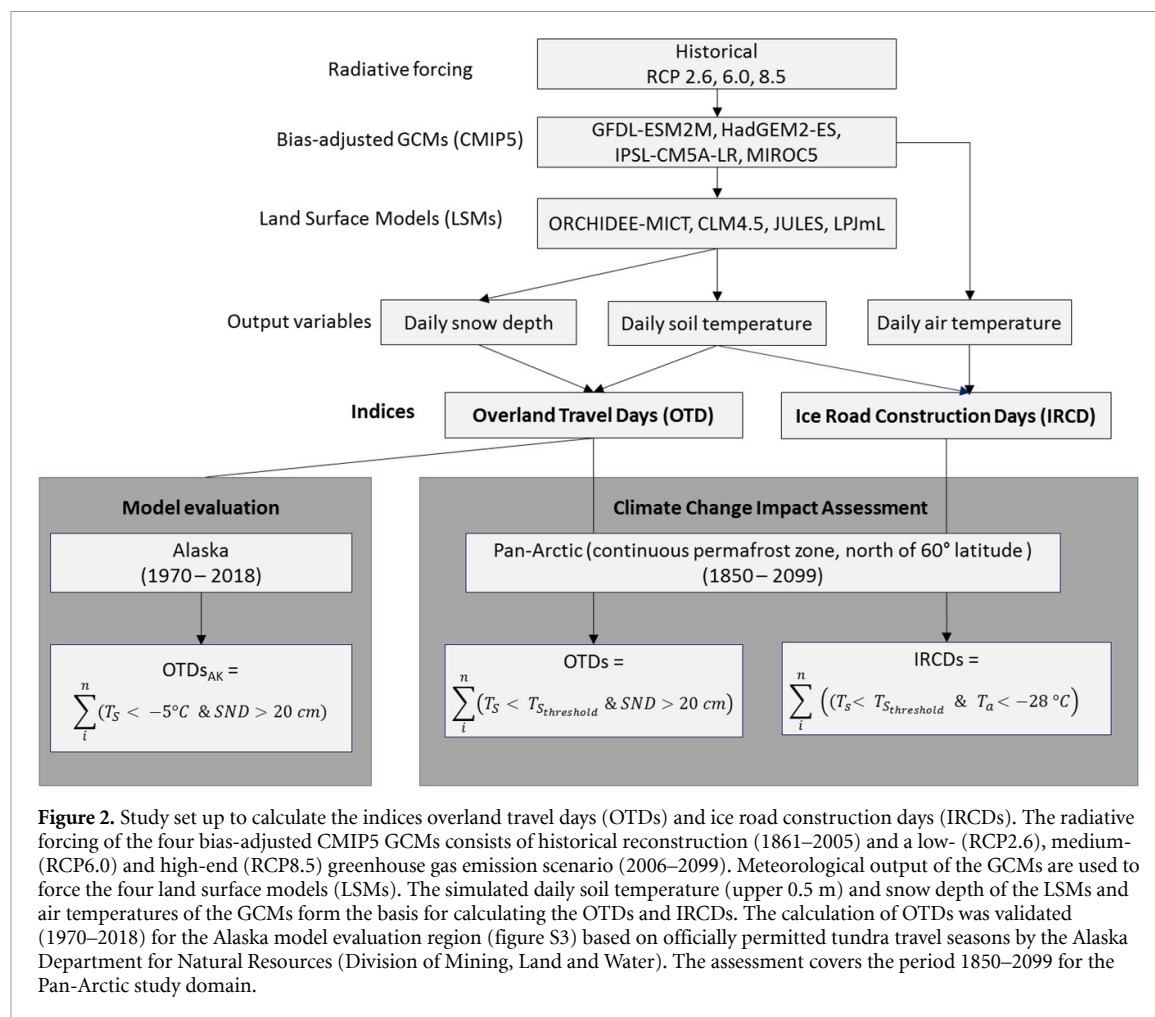 Radiative forcing
Historical
RCP 2.6, 6.0, 8.5
Bias-adjusted GCMs (CMIP5)
GFDL-ESM2M, HadGEM2-ES,
IPSL-CM5A-LR, MIROC5
Land Surface Models (LSMs)
ORCHIDEE-MICT, CLM4.5, JULES, LPJmL
Output variables
Daily snow depth
Daily soil temperature
Daily air temperature
Indices
Overland Travel Days (OTD)
Ice Road Construction Days (IRCD)
Model evaluation
Alaska
(1970 – 2018)
OTDs_AK =
∑_i^n (T_S < −5°C & SND > 20 cm)
Climate Change Impact Assessment
Pan-Arctic (continuous permafrost zone, north of 60° latitude )
(1850 – 2099)
OTDs =
∑_i^n (T_S < T_{S_threshold} & SND > 20 cm)
IRCDs =
∑_i^n ((T_s < T_{S_threshold} & T_a < −28 °C)
Figure 2. Study set up to calculate the indices overland travel days (OTDs) and ice road construction days (IRCDs). The radiative
forcing of the four bias-adjusted CMIP5 GCMs consists of historical reconstruction (1861–2005) and a low- (RCP2.6), medium-
(RCP6.0) and high-end (RCP8.5) greenhouse gas emission scenario (2006–2099). Meteorological output of the GCMs are used to
force the four land surface models (LSMs). The simulated daily soil temperature (upper 0.5 m) and snow depth of the LSMs and
air temperatures of the GCMs form the basis for calculating the OTDs and IRCDs. The calculation of OTDs was validated
(1970–2018) for the Alaska model evaluation region (figure S3) based on officially permitted tundra travel seasons by the Alaska
Department for Natural Resources (Division of Mining, Land and Water). The assessment covers the period 1850–2099 for the
Pan-Arctic study domain.